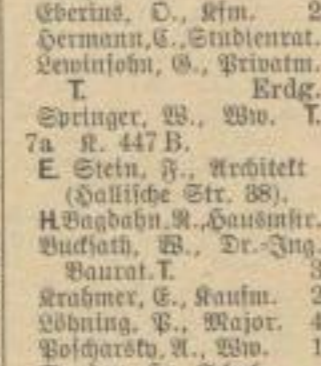 Eberius, O., Kfm. 2
Hermann, C., Studienrat.
Lewinsohn, G., Privatm.
T. Erdg.
Springer, W., Ww. T.
7a K. 447 B.
E Stein, F., Architekt
(Hallische Str. 38).
H Bagdahn, R., Hausmstr.
Bucksath, W., Dr.-Ing.
Baurat. T. 3
Krahmer, E., Kaufm. 2
Löhning, P., Major. 4
Poscharsky, A., Ww. 1